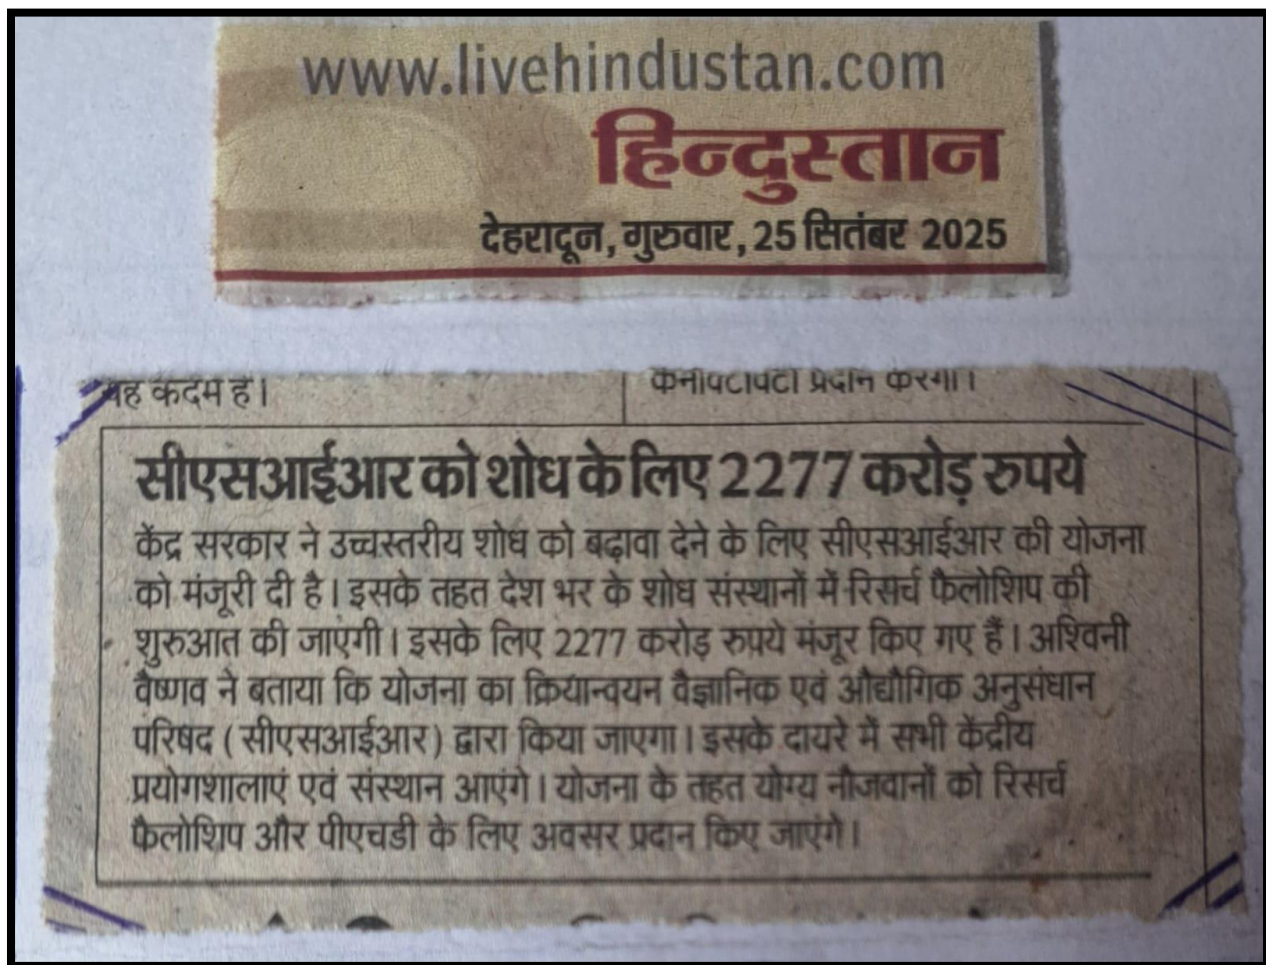 www.livehindustan.com
हिन्दुस्तान
देहरादून, गुरुवार, 25 सितंबर 2025
यह कदम है।
कनेक्टिविटी प्रदान करेगा।
सीएसआईआर को शोध के लिए 2277 करोड़ रुपये
केंद्र सरकार ने उच्चस्तरीय शोध को बढ़ावा देने के लिए सीएसआईआर की योजना
को मंजूरी दी है। इसके तहत देश भर के शोध संस्थानों में रिसर्च फैलोशिप की
शुरुआत की जाएगी। इसके लिए 2277 करोड़ रुपये मंजूर किए गए हैं। अश्विनी
वैष्णव ने बताया कि योजना का क्रियान्वयन वैज्ञानिक एवं औद्यौगिक अनुसंधान
परिषद (सीएसआईआर) द्वारा किया जाएगा। इसके दायरे में सभी केंद्रीय
प्रयोगशालाएं एवं संस्थान आएंगे। योजना के तहत योग्य नौजवानों को रिसर्च
फैलोशिप और पीएचडी के लिए अवसर प्रदान किए जाएंगे।